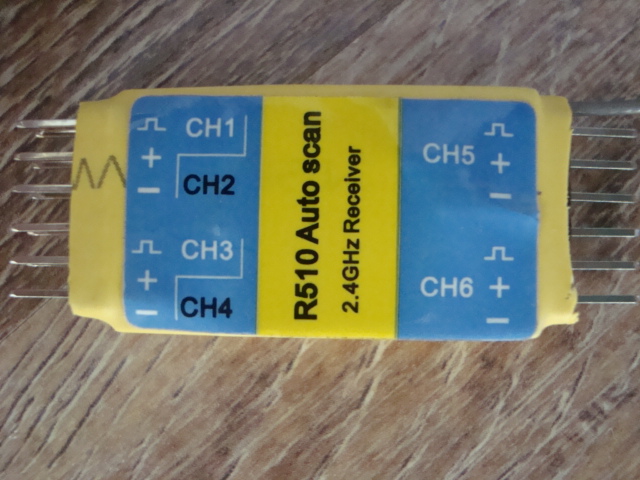 CH1
+
CH2
−
CH3
+
CH4
−
R510 Auto scan
2.4GHz Receiver
CH5
+
−
CH6
+
−